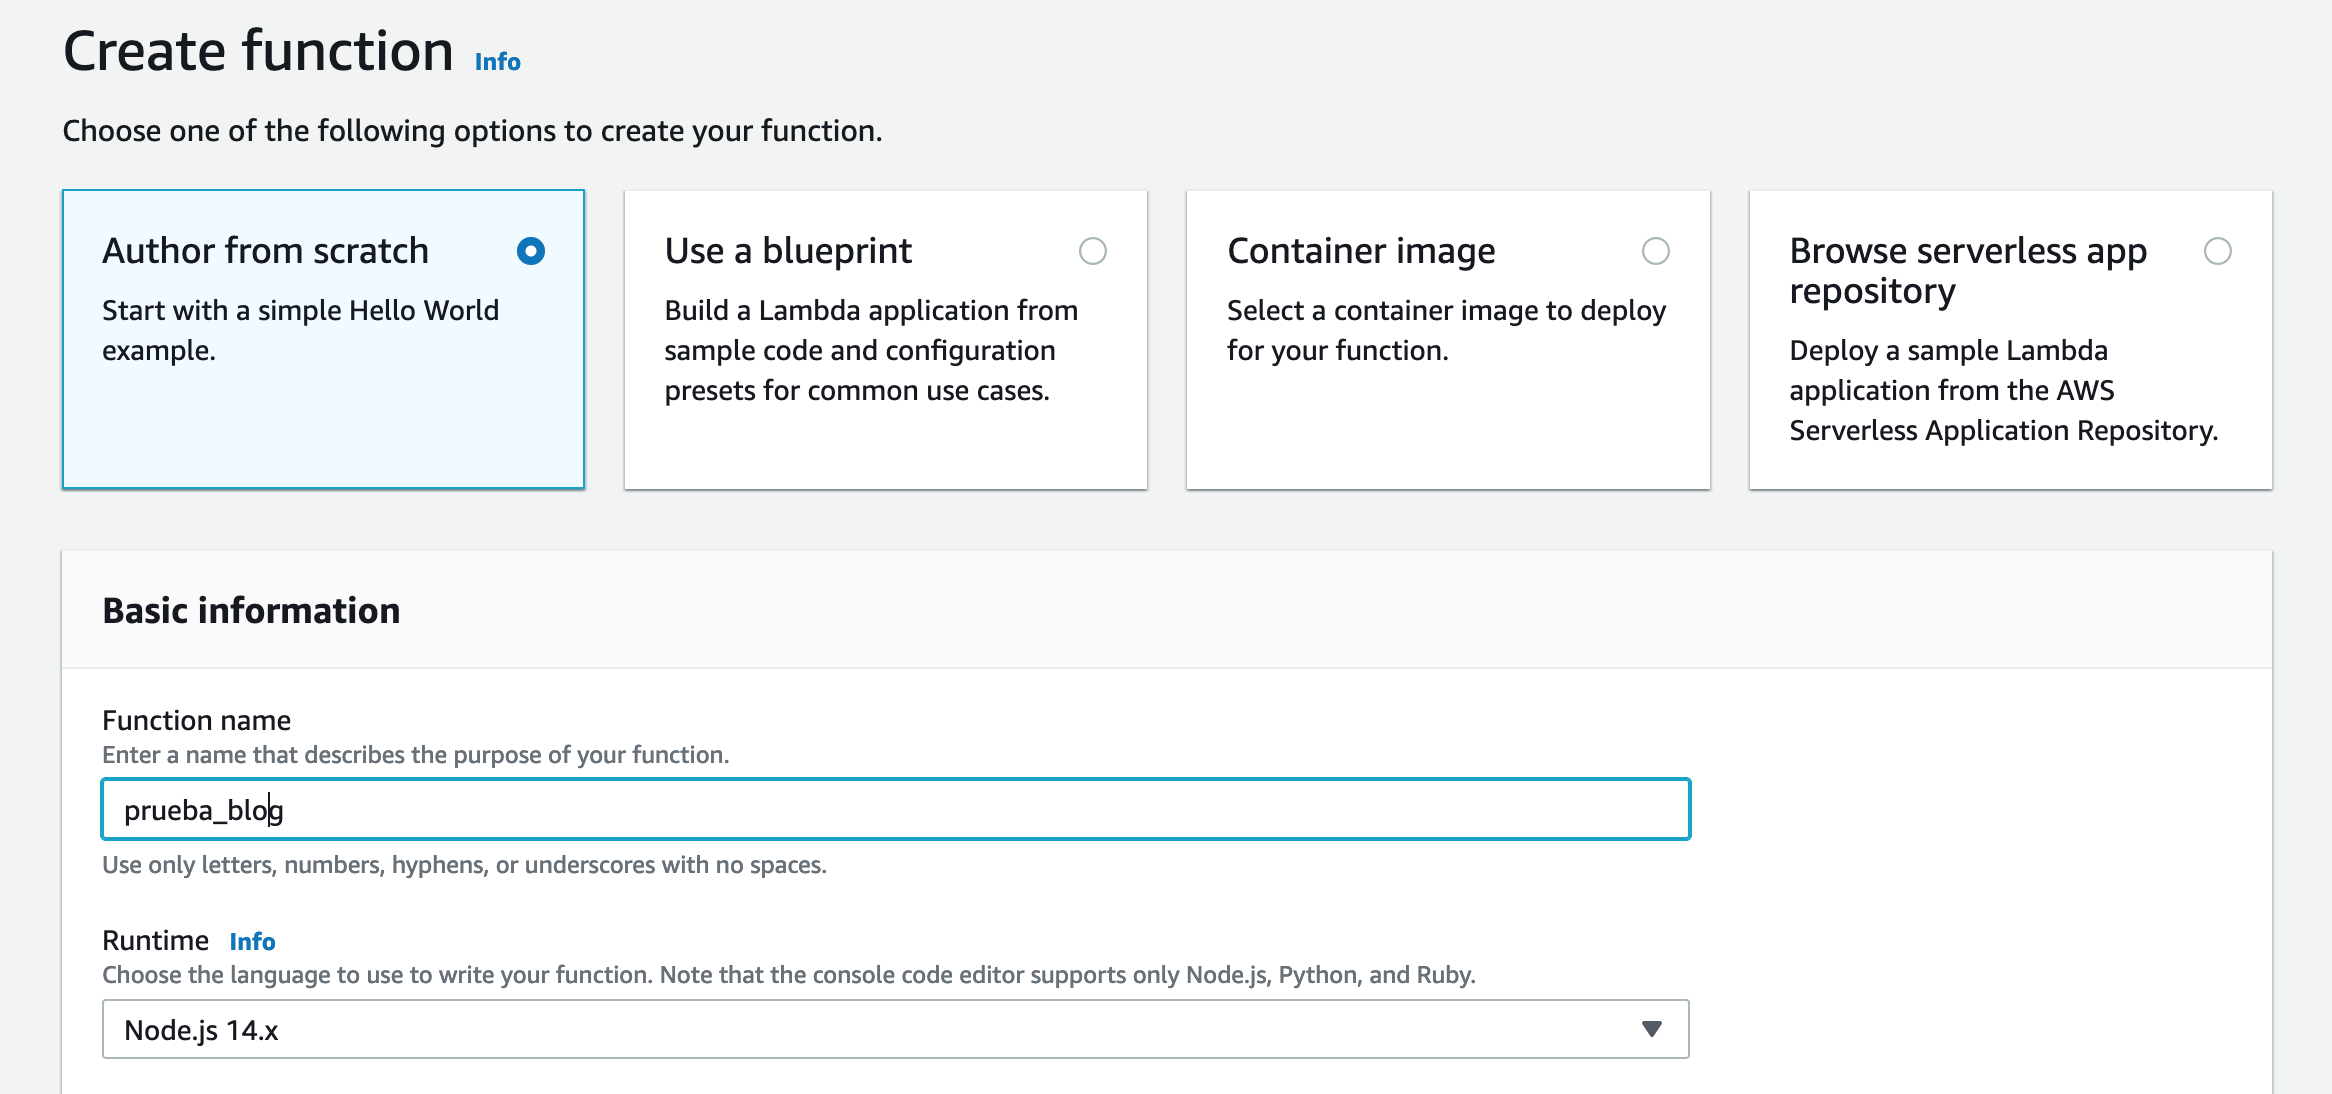 Create function Info
Choose one of the following options to create your function.
Author from scratch
Start with a simple Hello World
example.
Use a blueprint
Build a Lambda application from
sample code and configuration
presets for common use cases.
Container image
Select a container image to deploy
for your function.
Browse serverless app
repository
Deploy a sample Lambda
application from the AWS
Serverless Application Repository.
Basic information
Function name
Enter a name that describes the purpose of your function.
prueba_blog
Use only letters, numbers, hyphens, or underscores with no spaces.
Runtime Info
Choose the language to use to write your function. Note that the console code editor supports only Node.js, Python, and Ruby.
Node.js 14.x